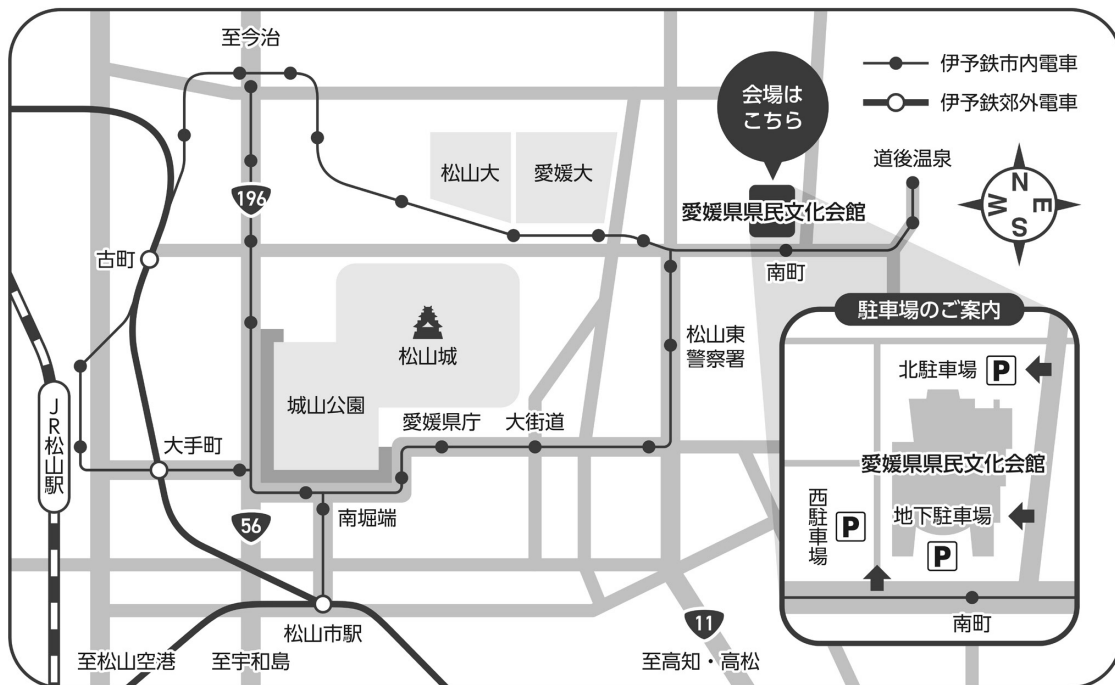 至今治
伊予鉄市内電車
伊予鉄郊外電車
会場は
こちら
道後温泉
松山大
愛媛大
N
E
S
W
196
愛媛県県民文化会館
古町
南町
駐車場のご案内
松山城
松山東
警察署
北駐車場 P
城山公園
JR松山駅
愛媛県庁
大街道
大手町
愛媛県県民文化会館
西駐車場 P
地下駐車場
P
南堀端
56
松山市駅
11
南町
至松山空港
至宇和島
至高知・高松